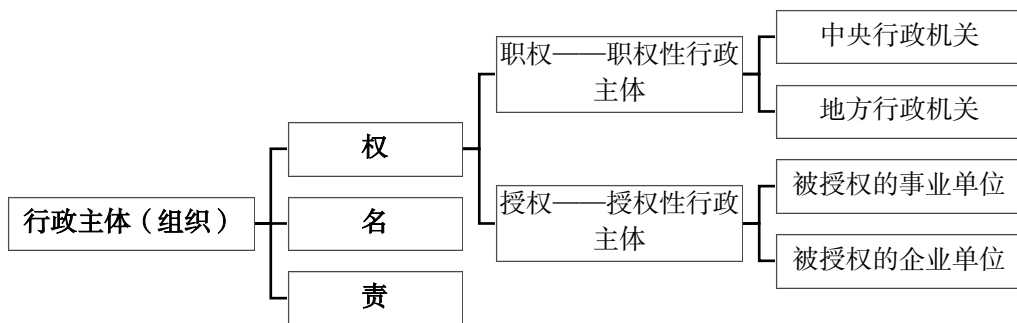 中央行政机关
职权——职权性行政
主体
地方行政机关
权
被授权的事业单位
行政主体（组织）
名
授权——授权性行政
主体
被授权的企业单位
责